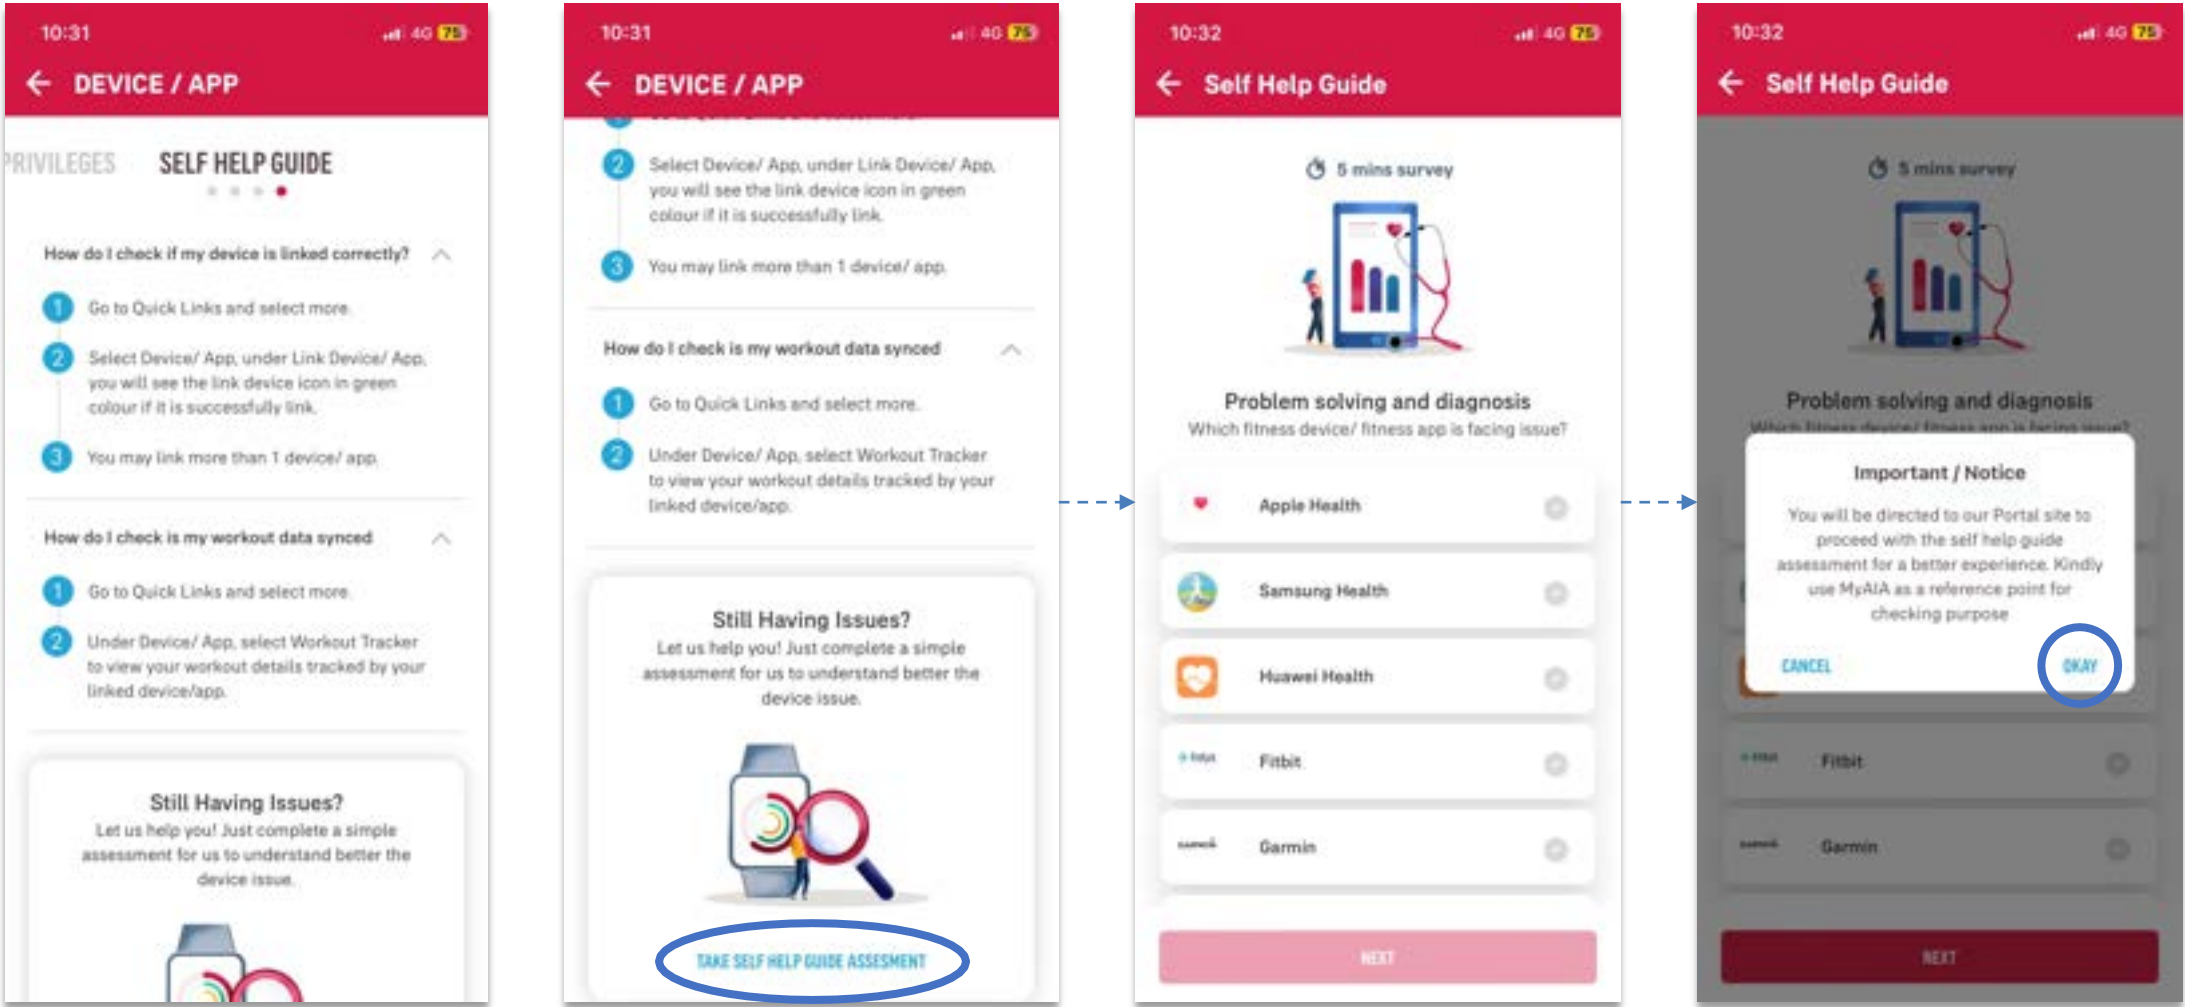 10:31
4G 75
DEVICE / APP
PRIVILEGES SELF HELP GUIDE
How do I check if my device is linked correctly?
1 Go to Quick Links and select more.
2 Select Device/ App, under Link Device/ App,
you will see the link device icon in green
colour if it is successfully link.
3 You may link more than 1 device/ app.
How do I check is my workout data synced
1 Go to Quick Links and select more.
2 Under Device/ App, select Workout Tracker
to view your workout details tracked by your
linked device/app.
Still Having Issues?
Let us help you! Just complete a simple
assessment for us to understand better the
device issue.
10:31
4G 75
DEVICE / APP
2 Select Device/ App, under Link Device/ App,
you will see the link device icon in green
colour if it is successfully link.
3 You may link more than 1 device/ app.
How do I check is my workout data synced
1 Go to Quick Links and select more.
2 Under Device/ App, select Workout Tracker
to view your workout details tracked by your
linked device/app.
Still Having Issues?
Let us help you! Just complete a simple
assessment for us to understand better the
device issue.
TAKE SELF HELP GUIDE ASSESMENT
10:32
4G 75
Self Help Guide
5 mins survey
Problem solving and diagnosis
Which fitness device/ fitness app is facing issue?
Apple Health
Samsung Health
Huawei Health
fitbit Fitbit
Garmin
NEXT
10:32
4G 75
Self Help Guide
5 mins survey
Problem solving and diagnosis
Which fitness device/ fitness app is facing issue?
Important / Notice
You will be directed to our Portal site to
proceed with the self help guide
assessment for a better experience. Kindly
use MyAIA as a reference point for
checking purpose
CANCEL OKAY
fitbit Fitbit
Garmin
NEXT